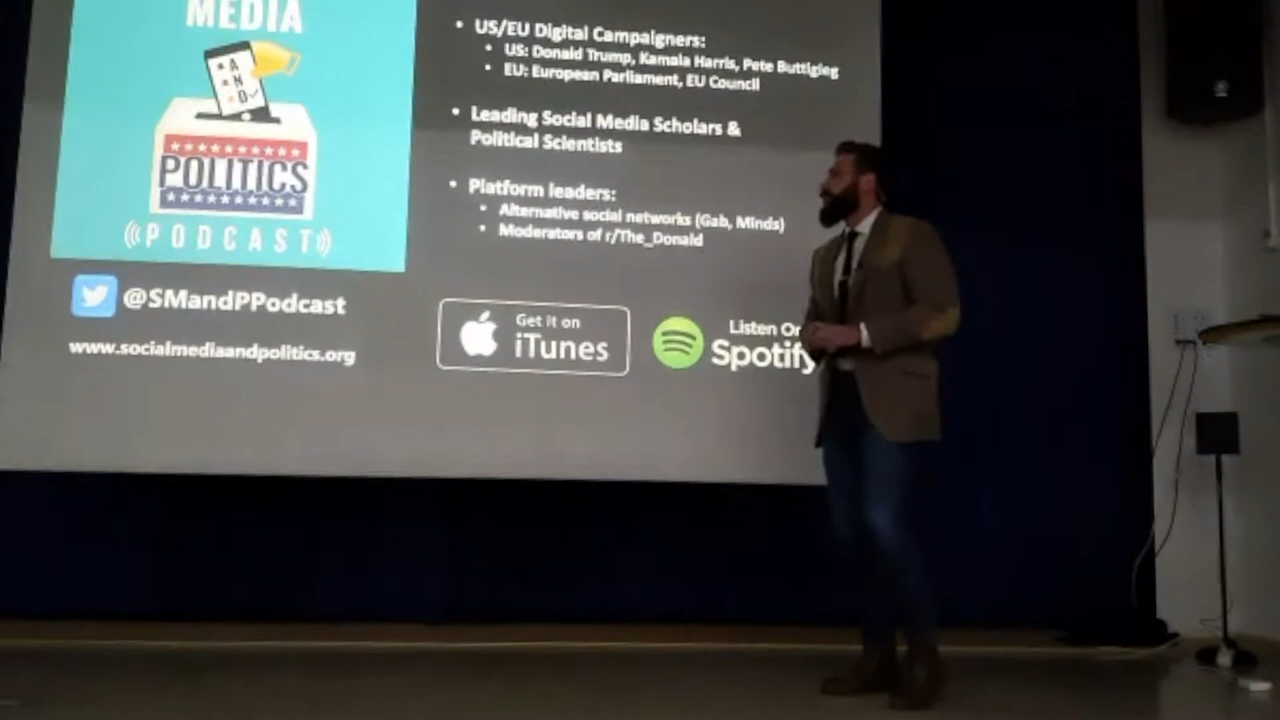 MEDIA
AND
POLITICS
PODCAST
@SMandPPodcast
www.socialmediaandpolitics.org
• US/EU Digital Campaigners:
• US: Donald Trump, Kamala Harris, Pete Buttigieg
• EU: European Parliament, EU Council
• Leading Social Media Scholars &
Political Scientists
• Platform leaders:
• Alternative social networks (Gab, Minds)
• Moderators of r/The_Donald
Get it on
iTunes
Listen On
Spotify